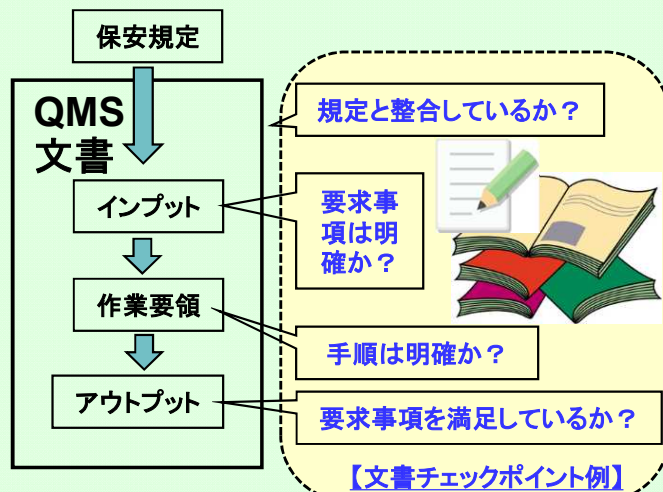 保安規定
QMS
文書
規定と整合しているか？
インプット
要求事
項は明
確か？
作業要領
手順は明確か？
アウトプット
要求事項を満足しているか？
【文書チェックポイント例】